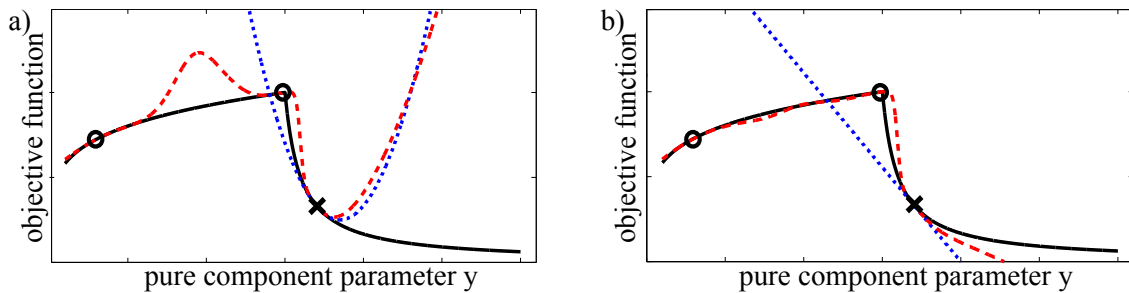 a)
objective function
pure component parameter y
b)
objective function
pure component parameter y